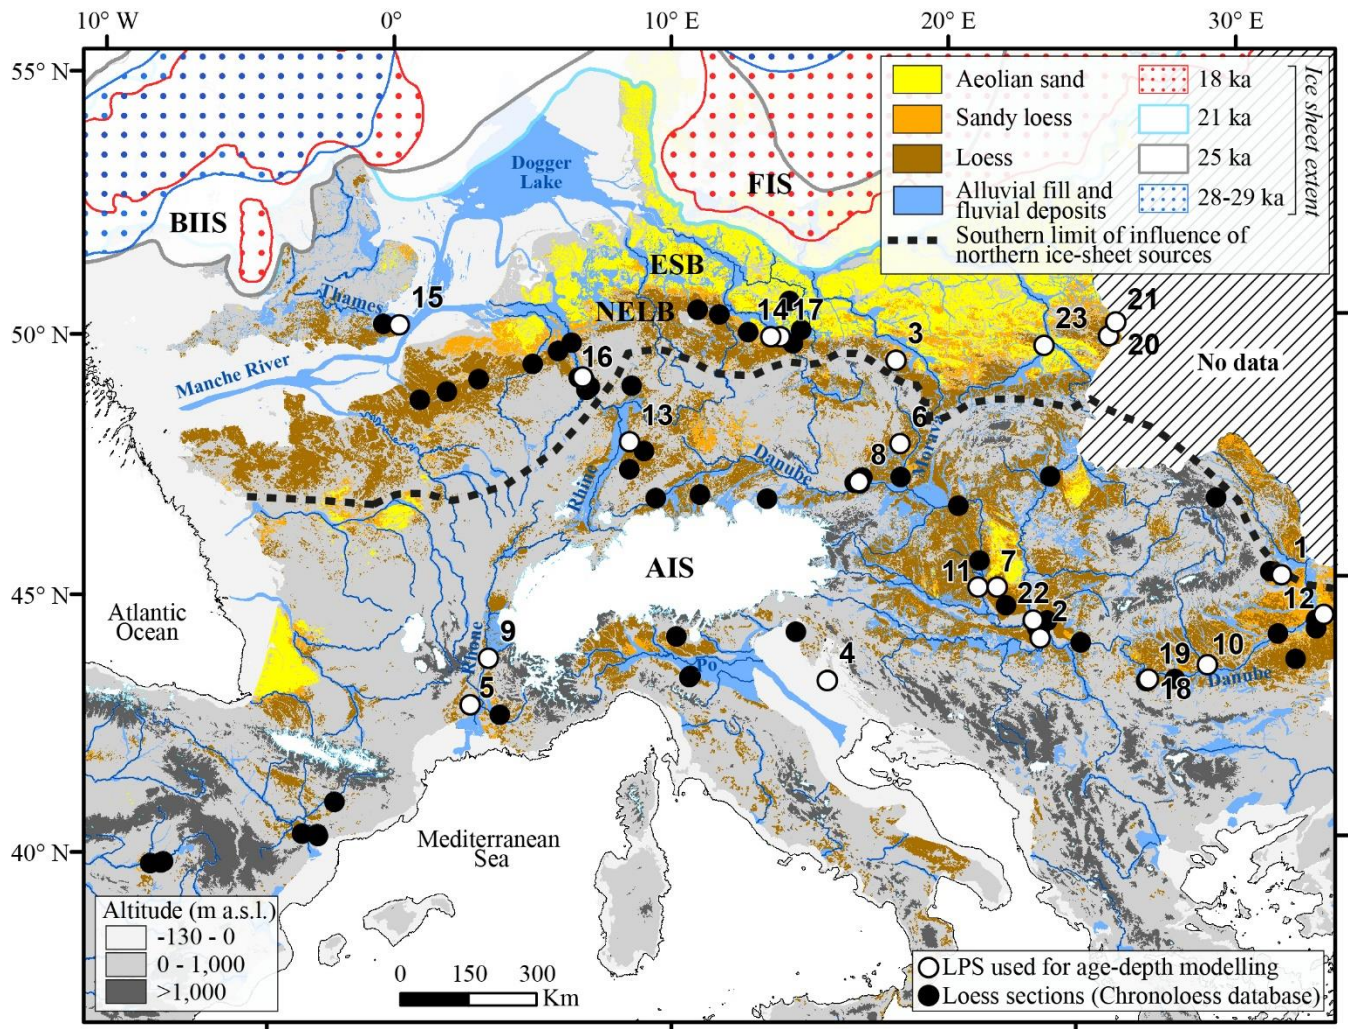 10° W 0° 10° E 20° E 30° E
55° N
50° N
45° N
40° N
Aeolian sand
Sandy loess
Loess
Alluvial fill and
fluvial deposits
Southern limit of influence of
northern ice-sheet sources
18 ka
21 ka
25 ka
28-29 ka
Ice sheet extent
Dogger
Lake
FIS
BIIS
ESB
NELB
Thames
15
14
17
3
23
21
20
No data
Manche River
16
13
6
8
Morava
Danube
Rhine
AIS
11
7
22
2
1
12
Atlantic
Ocean
9
Rhone
5
Po
4
19
18
10
Danube
Mediterranean
Sea
Altitude (m a.s.l.)
-130 - 0
0 - 1,000
>1,000
0 150 300
Km
LPS used for age-depth modelling
Loess sections (Chronoloess database)